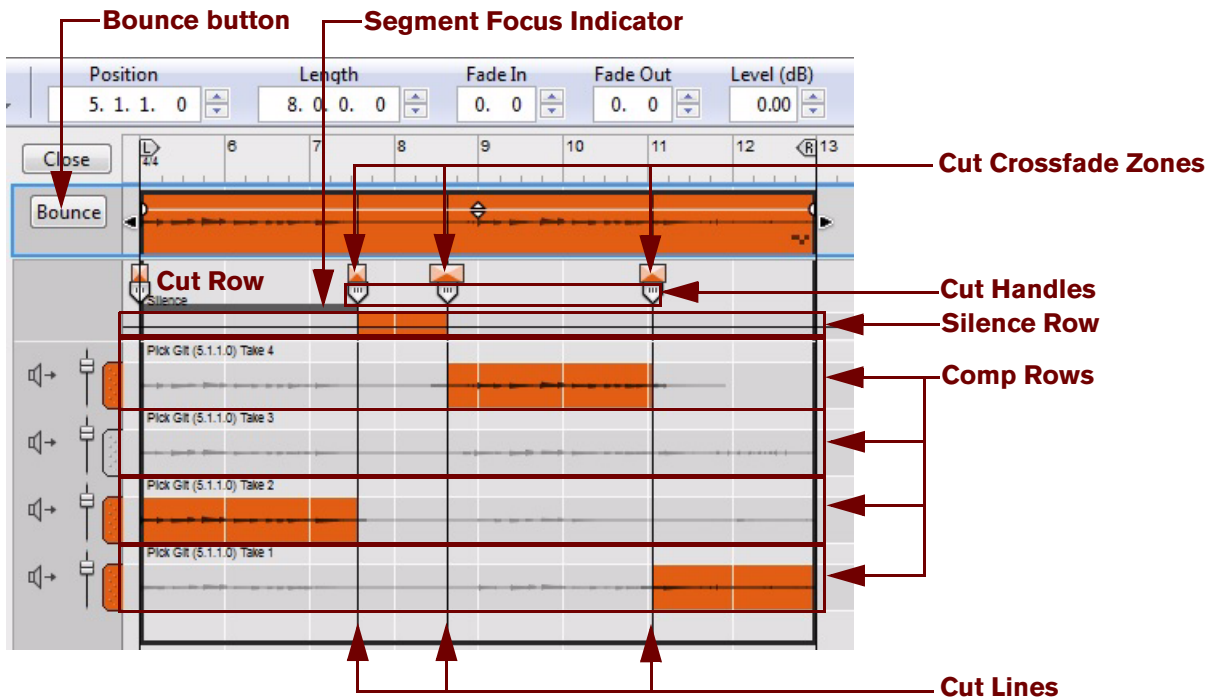 Bounce button Segment Focus Indicator
Position Length Fade In Fade Out Level (dB)
5. 1. 1. 0 8. 0. 0. 0 0. 0 0. 0 0.00
Close L 6 7 8 9 10 11 12 R 13
4/4
Cut Crossfade Zones
Bounce
Cut Row
Cut Handles
Silence
Silence Row
Pick Git (5.1.1.0) Take 4
Comp Rows
Pick Git (5.1.1.0) Take 3
Pick Git (5.1.1.0) Take 2
Pick Git (5.1.1.0) Take 1
Cut Lines